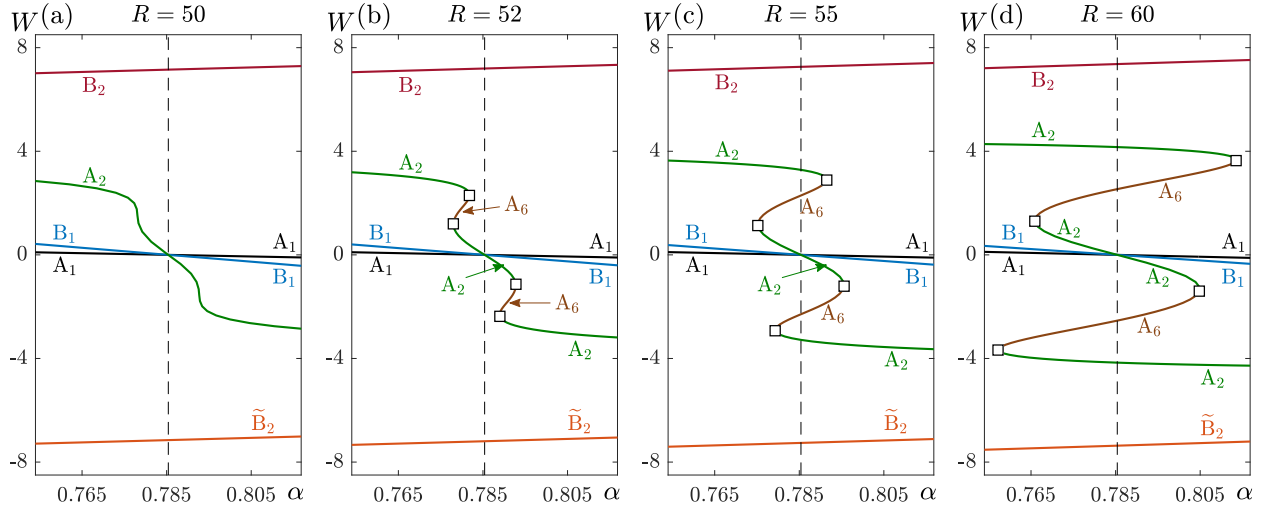 W (a) R = 50
8
4
0
-4
-8
0.765 0.785 0.805 α
B₂
A₂
B₁
A₁
A₁
B₁
B̃₂
W (b) R = 52
8
4
0
-4
-8
0.765 0.785 0.805 α
B₂
A₂
A₆
B₁
A₁
A₁
B₁
A₂
A₆
A₂
B̃₂
W (c) R = 55
8
4
0
-4
-8
0.765 0.785 0.805 α
B₂
A₂
A₆
B₁
A₁
A₁
B₁
A₂
A₆
A₂
B̃₂
W (d) R = 60
8
4
0
-4
-8
0.765 0.785 0.805 α
B₂
A₂
A₆
B₁
A₂
A₁
A₁
A₂
B₁
A₆
A₂
B̃₂